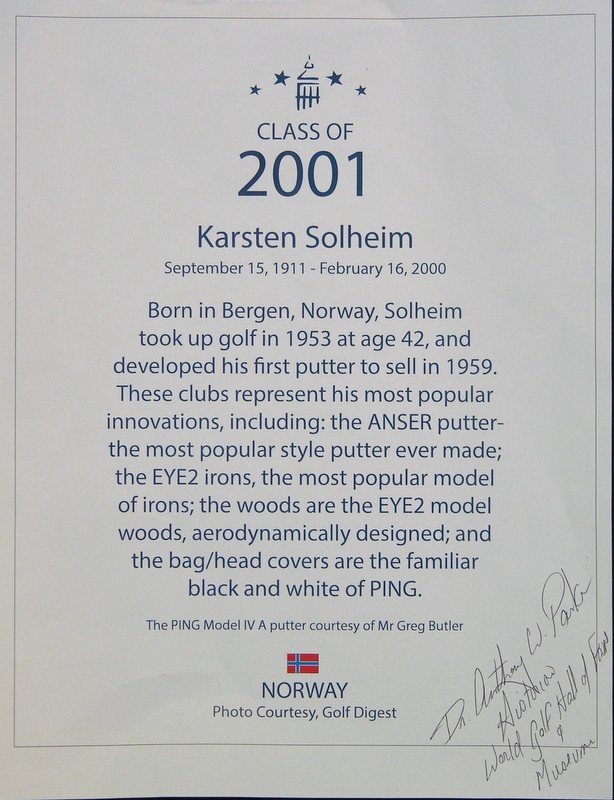 CLASS OF
2001
Karsten Solheim
September 15, 1911 - February 16, 2000
Born in Bergen, Norway, Solheim
took up golf in 1953 at age 42, and
developed his first putter to sell in 1959.
These clubs represent his most popular
innovations, including: the ANSER putter-
the most popular style putter ever made;
the EYE2 irons, the most popular model
of irons; the woods are the EYE2 model
woods, aerodynamically designed; and
the bag/head covers are the familiar
black and white of PING.
The PING Model IV A putter courtesy of Mr Greg Butler
NORWAY
Photo Courtesy, Golf Digest
Dr. Anthony W. Parker
Historian
World Golf Hall of Fame
&
Museum